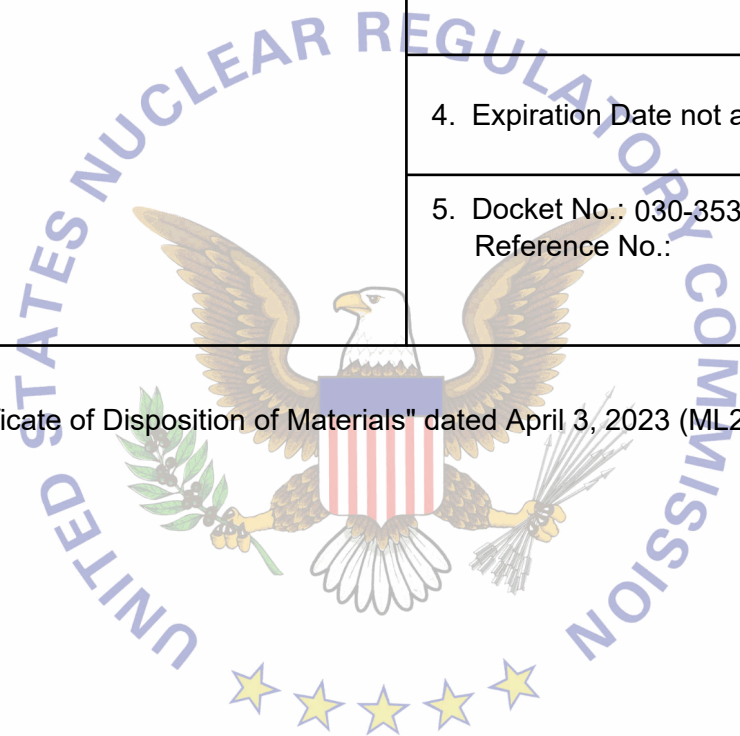 UNITED STATES NUCLEAR REGULATORY COMMISSION
4. Expiration Date not a
5. Docket No.: 030-353
Reference No.:
icate of Disposition of Materials" dated April 3, 2023 (ML2